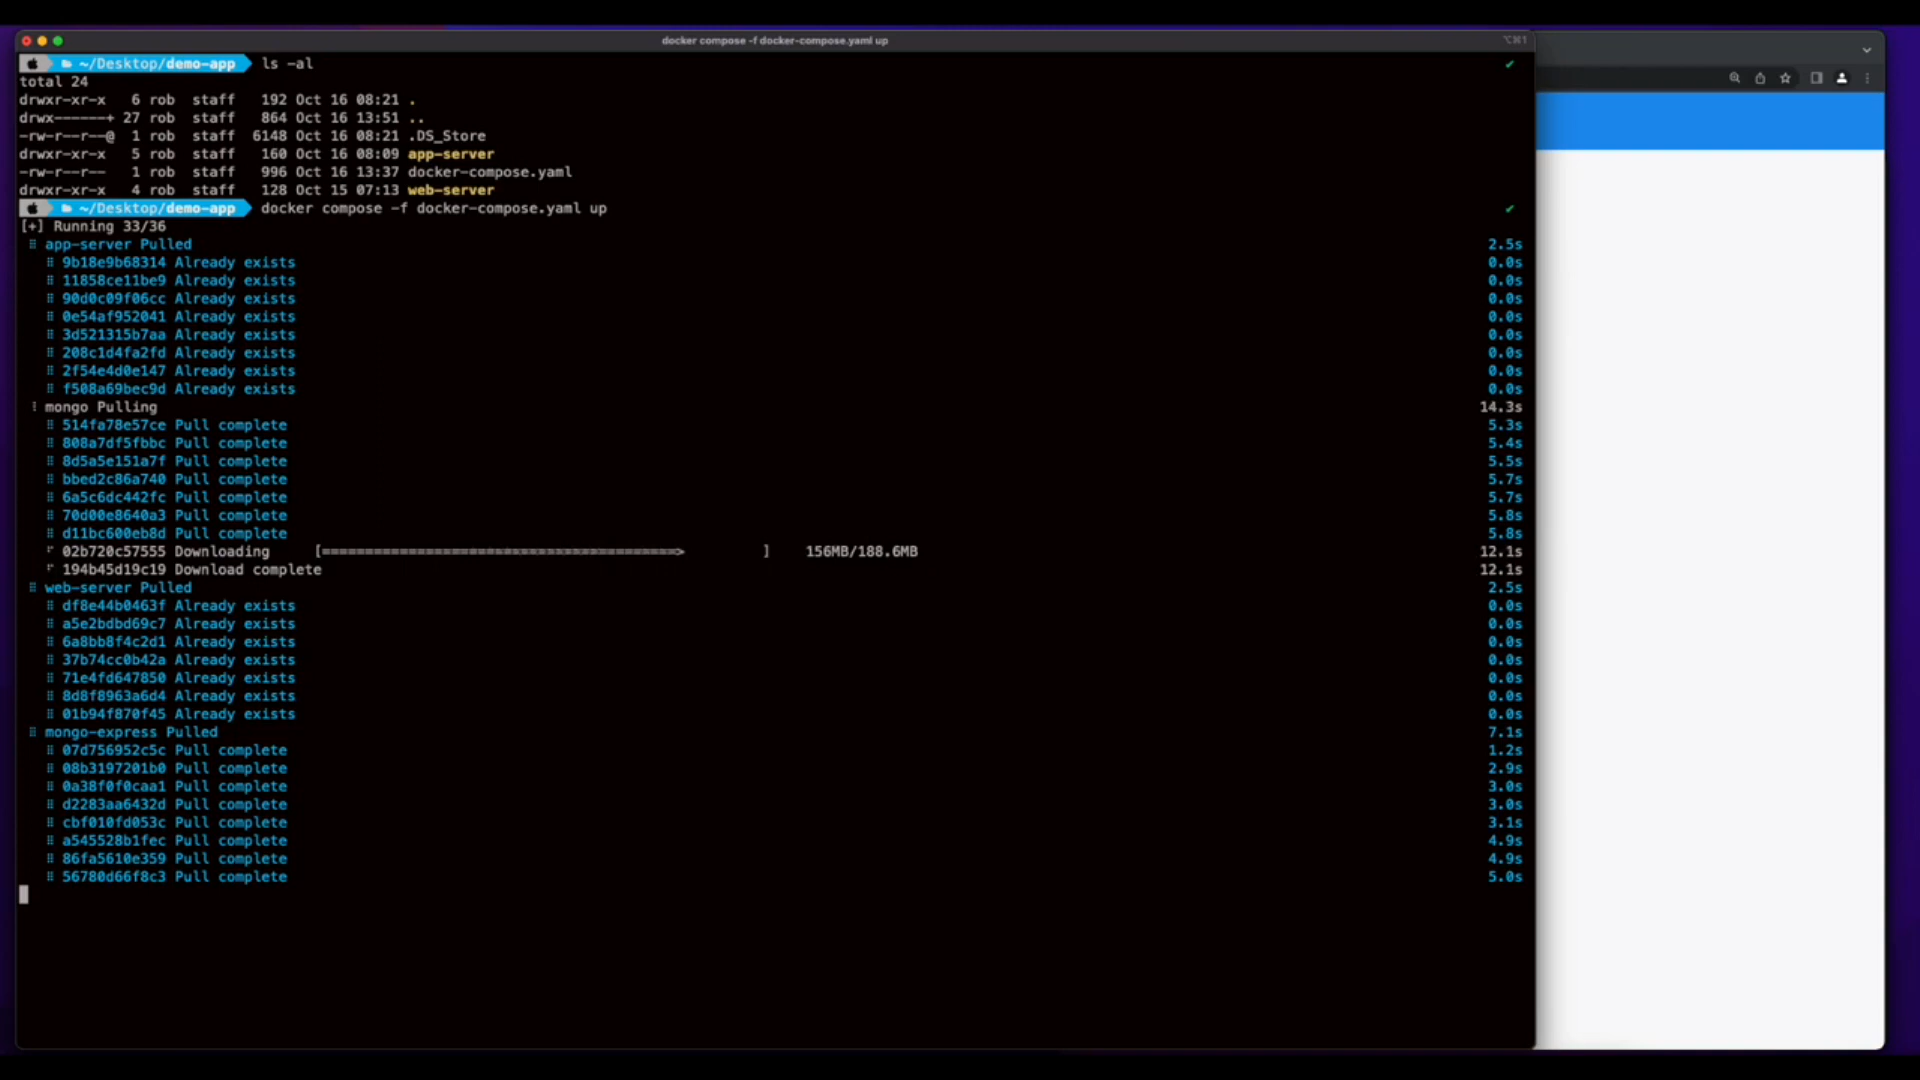 docker compose -f docker-compose.yaml up
⌥⌘1
~/Desktop/demo-app ls -al ✔
total 24
drwxr-xr-x 6 rob staff 192 Oct 16 08:21 .
drwx------+ 27 rob staff 864 Oct 16 13:51 ..
-rw-r--r--@ 1 rob staff 6148 Oct 16 08:21 .DS_Store
drwxr-xr-x 5 rob staff 160 Oct 16 08:09 app-server
-rw-r--r-- 1 rob staff 996 Oct 16 13:37 docker-compose.yaml
drwxr-xr-x 4 rob staff 128 Oct 15 07:13 web-server
~/Desktop/demo-app docker compose -f docker-compose.yaml up ✔
[+] Running 33/36
app-server Pulled 2.5s
9b18e9b68314 Already exists 0.0s
11858ce11be9 Already exists 0.0s
90d0c09f06cc Already exists 0.0s
0e54af952041 Already exists 0.0s
3d521315b7aa Already exists 0.0s
208c1d4fa2fd Already exists 0.0s
2f54e4d0e147 Already exists 0.0s
f508a69bec9d Already exists 0.0s
mongo Pulling 14.3s
514fa78e57ce Pull complete 5.3s
808a7df5fbbc Pull complete 5.4s
8d5a5e151a7f Pull complete 5.5s
bbed2c86a740 Pull complete 5.7s
6a5c6dc442fc Pull complete 5.7s
70d00e8640a3 Pull complete 5.8s
d11bc600eb8d Pull complete 5.8s
02b720c57555 Downloading [=========================================> ] 156MB/188.6MB 12.1s
194b45d19c19 Download complete 12.1s
web-server Pulled 2.5s
df8e44b0463f Already exists 0.0s
a5e2bdbd69c7 Already exists 0.0s
6a8bb8f4c2d1 Already exists 0.0s
37b74cc0b42a Already exists 0.0s
71e4fd647850 Already exists 0.0s
8d8f8963a6d4 Already exists 0.0s
01b94f870f45 Already exists 0.0s
mongo-express Pulled 7.1s
07d756952c5c Pull complete 1.2s
08b3197201b0 Pull complete 2.9s
0a38f0f0caa1 Pull complete 3.0s
d2283aa6432d Pull complete 3.0s
cbf010fd053c Pull complete 3.1s
a545528b1fec Pull complete 4.9s
86fa5610e359 Pull complete 4.9s
56780d66f8c3 Pull complete 5.0s